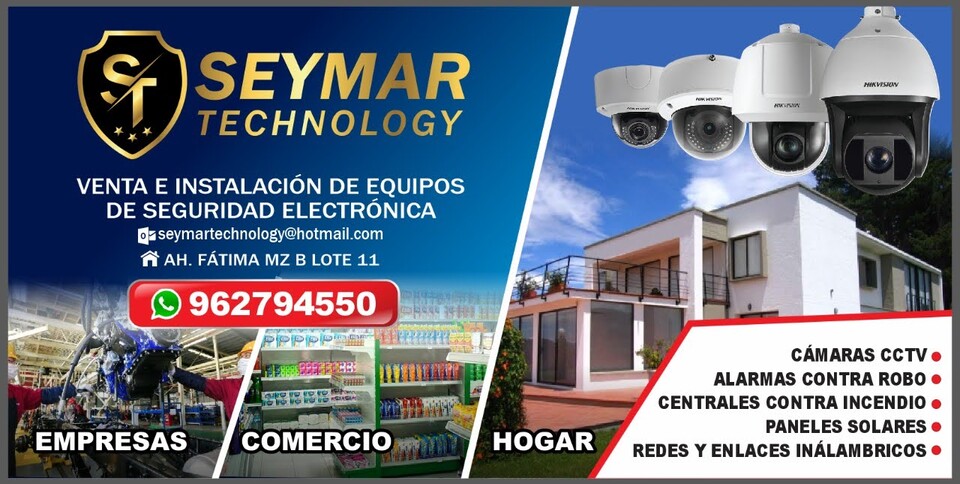 ST
SEYMAR
TECHNOLOGY
VENTA E INSTALACIÓN DE EQUIPOS
DE SEGURIDAD ELECTRÓNICA
seymartechnology@hotmail.com
AH. FÁTIMA MZ B LOTE 11
962794550
EMPRESAS
COMERCIO
HOGAR
HIKVISION
HIKVISION
HIKVISION
HIKVISION
CÁMARAS CCTV
ALARMAS CONTRA ROBO
CENTRALES CONTRA INCENDIO
PANELES SOLARES
REDES Y ENLACES INÁLAMBRICOS